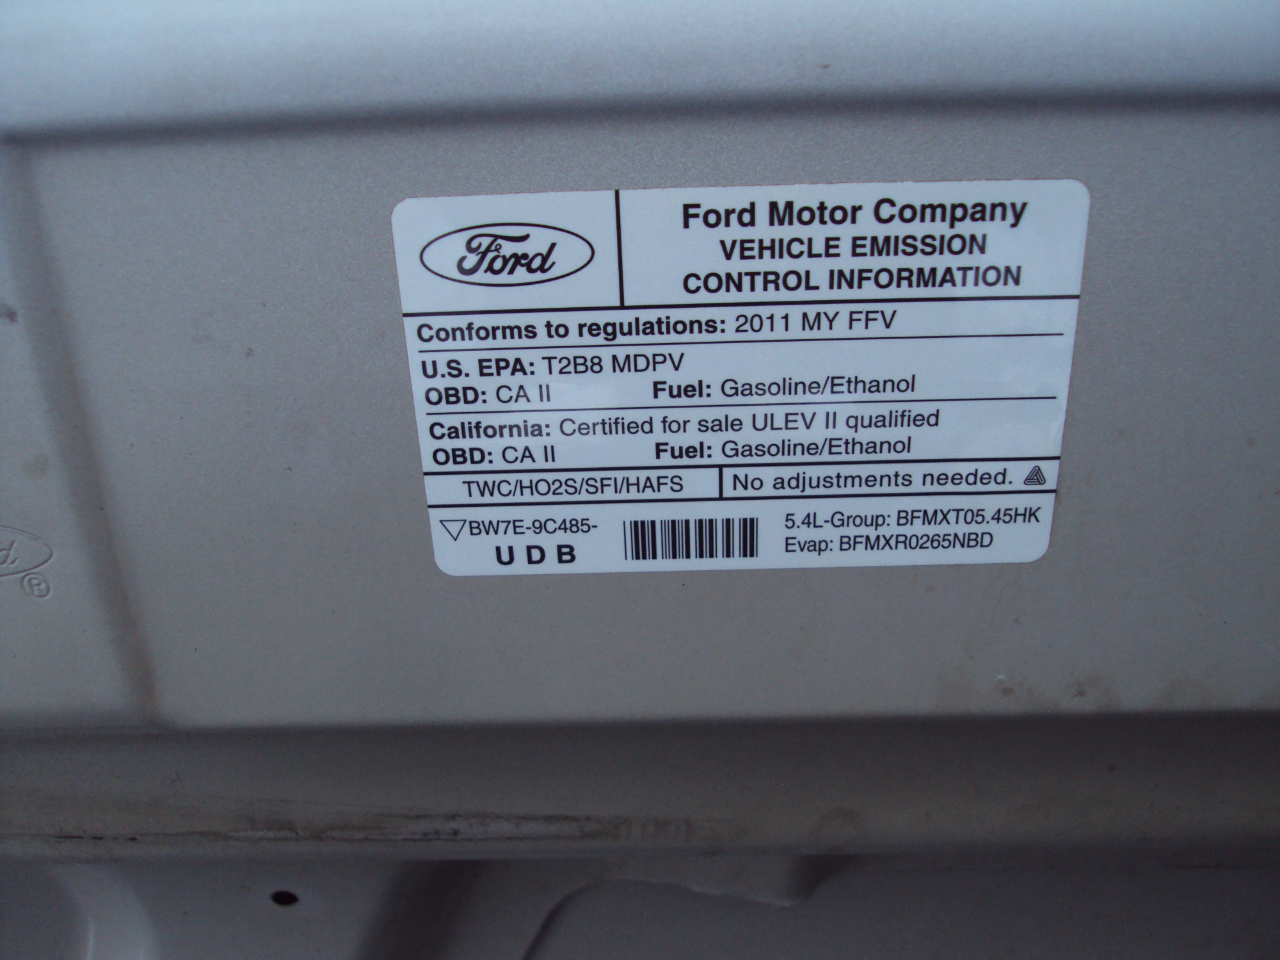 Ford
Ford Motor Company
VEHICLE EMISSION
CONTROL INFORMATION
Conforms to regulations: 2011 MY FFV
U.S. EPA: T2B8 MDPV
OBD: CA II Fuel: Gasoline/Ethanol
California: Certified for sale ULEV II qualified
OBD: CA II Fuel: Gasoline/Ethanol
TWC/HO2S/SFI/HAFS No adjustments needed.
BW7E-9C485-
UDB
5.4L-Group: BFMXT05.45HK
Evap: BFMXR0265NBD
®